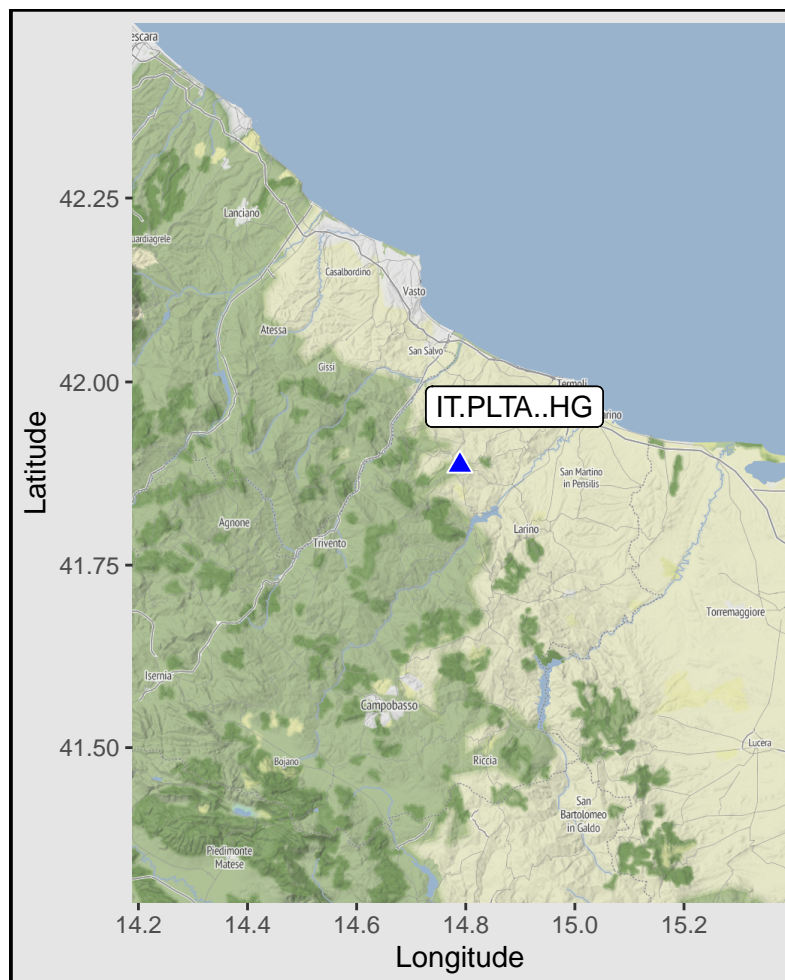 escara
42.25
Lanciano
uardiagrele
Casalbordino
Vasto
Atessa
San Salvo
Gissi
42.00
Termoli
IT.PLTA..HG
arino
Latitude
San Martino
in Pensilis
Agnone
Larino
Trivento
41.75
Torremaggiore
Isernia
Campobasso
41.50
Lucera
Bojano
Riccia
San
Bartolomeo
in Galdo
Piedimonte
Matese
14.2 14.4 14.6 14.8 15.0 15.2
Longitude